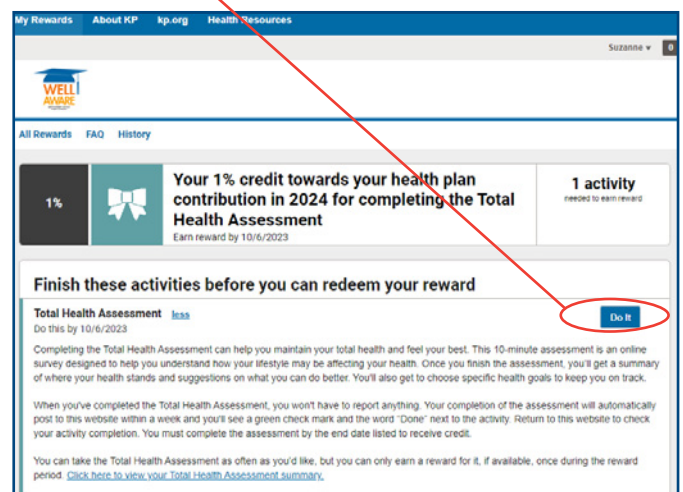 My Rewards About KP kp.org Health Resources
Suzanne 0
WELL
AWARE
All Rewards FAQ History
1%
Your 1% credit towards your health plan
contribution in 2024 for completing the Total
Health Assessment
Earn reward by 10/6/2023
1 activity
needed to earn reward
Finish these activities before you can redeem your reward
Total Health Assessment less
Do It
Do this by 10/6/2023
Completing the Total Health Assessment can help you maintain your total health and feel your best. This 10-minute assessment is an online
survey designed to help you understand how your lifestyle may be affecting your health. Once you finish the assessment, you'll get a summary
of where your health stands and suggestions on what you can do better. You'll also get to choose specific health goals to keep you on track.
When you've completed the Total Health Assessment, you won't have to report anything. Your completion of the assessment will automatically
post to this website within a week and you'll see a green check mark and the word "Done" next to the activity. Return to this website to check
your activity completion. You must complete the assessment by the end date listed to receive credit.
You can take the Total Health Assessment as often as you'd like, but you can only earn a reward for it, if available, once during the reward
period. Click here to view your Total Health Assessment summary.